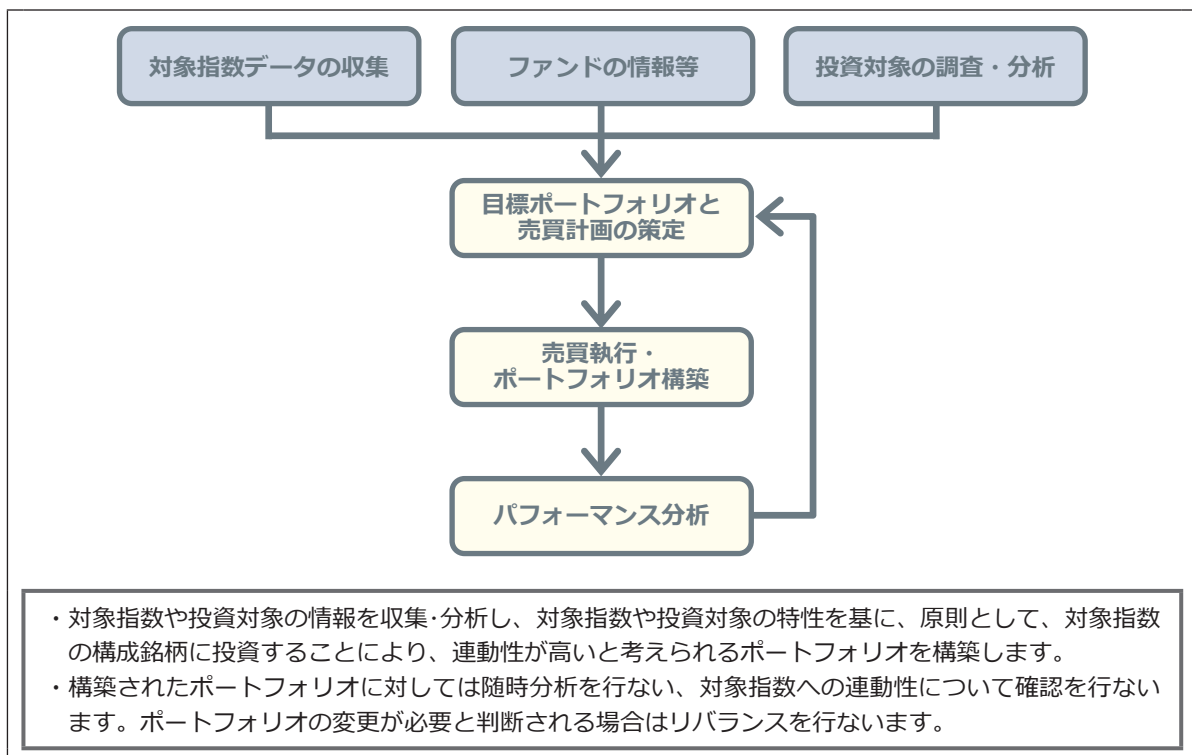 対象指数データの収集
ファンドの情報等
投資対象の調査・分析
目標ポートフォリオと
売買計画の策定
売買執行・
ポートフォリオ構築
パフォーマンス分析
・対象指数や投資対象の情報を収集・分析し、対象指数や投資対象の特性を基に、原則として、対象指数
の構成銘柄に投資することにより、連動性が高いと考えられるポートフォリオを構築します。
・構築されたポートフォリオに対しては随時分析を行ない、対象指数への連動性について確認を行ない
ます。ポートフォリオの変更が必要と判断される場合はリバランスを行ないます。